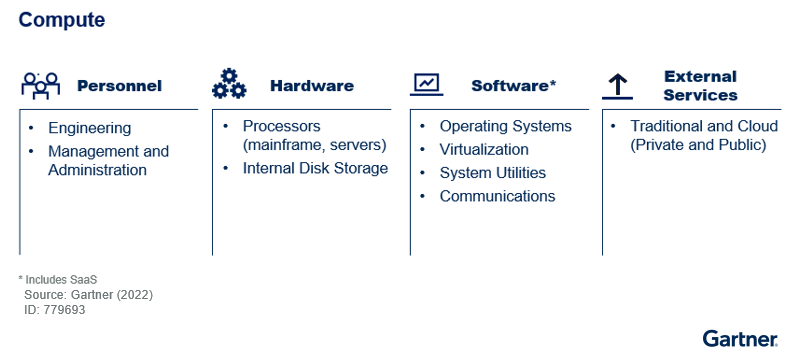 Compute
Personnel
• Engineering
• Management and
Administration
Hardware
• Processors
(mainframe, servers)
• Internal Disk Storage
Software*
• Operating Systems
• Virtualization
• System Utilities
• Communications
External
Services
• Traditional and Cloud
(Private and Public)
* Includes SaaS
Source: Gartner (2022)
ID: 779693
Gartner